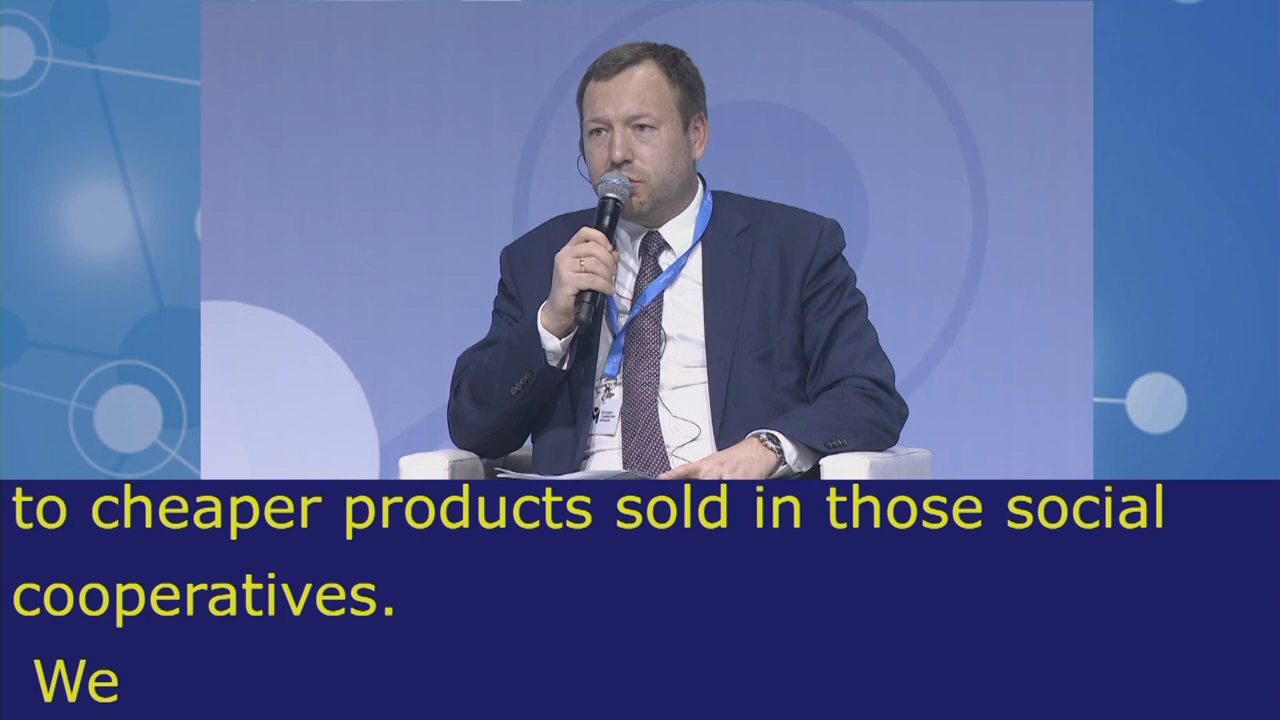 to cheaper products sold in those social
cooperatives.
We